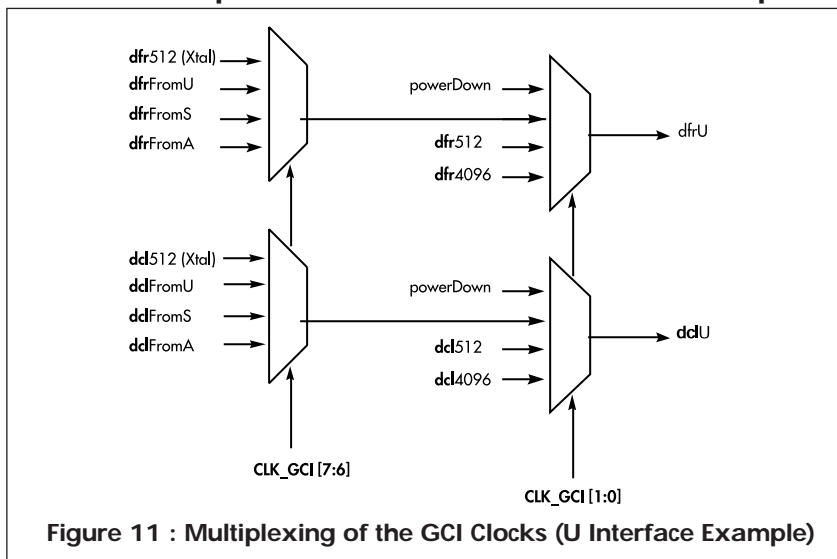 dfr512 (Xtal)
dfrFromU
dfrFromS
dfrFromA
powerDown
dfr512
dfr4096
dfrU
dcl512 (Xtal)
dclFromU
dclFromS
dclFromA
powerDown
dcl512
dcl4096
dclU
CLK_GCI [7:6]
CLK_GCI [1:0]
Figure 11 : Multiplexing of the GCI Clocks (U Interface Example)